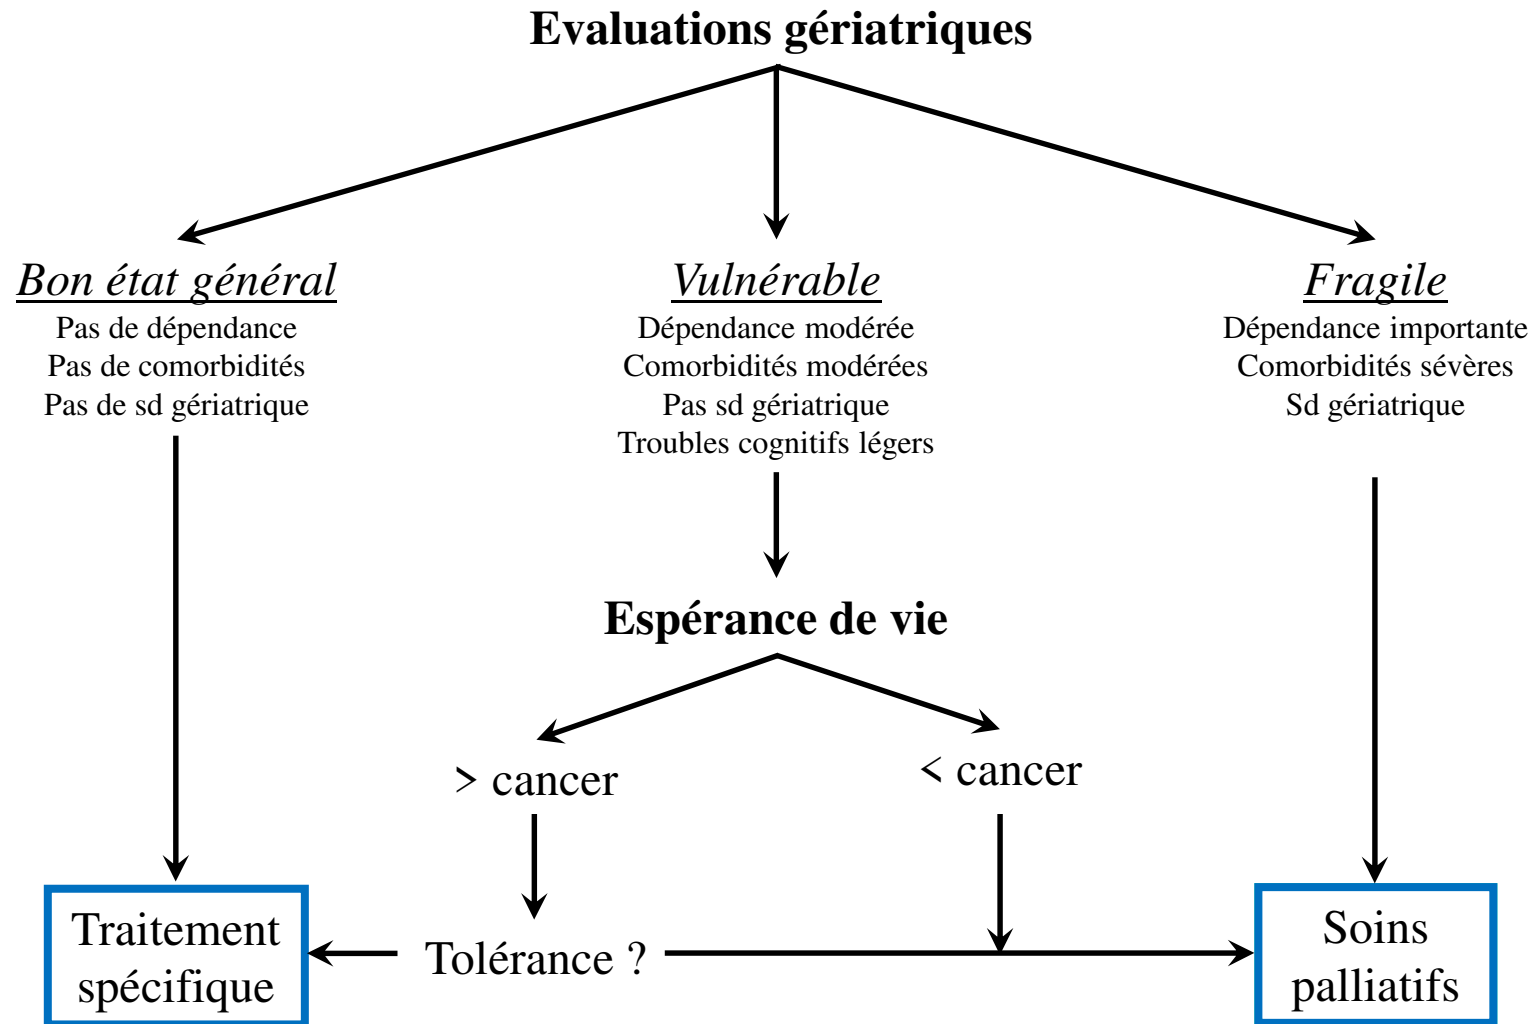 Evaluations gériatriques
Bon état général
Pas de dépendance
Pas de comorbidités
Pas de sd gériatrique
Vulnérable
Dépendance modérée
Comorbidités modérées
Pas sd gériatrique
Troubles cognitifs légers
Fragile
Dépendance importante
Comorbidités sévères
Sd gériatrique
Espérance de vie
> cancer
< cancer
Traitement
spécifique
Tolérance ?
Soins
palliatifs